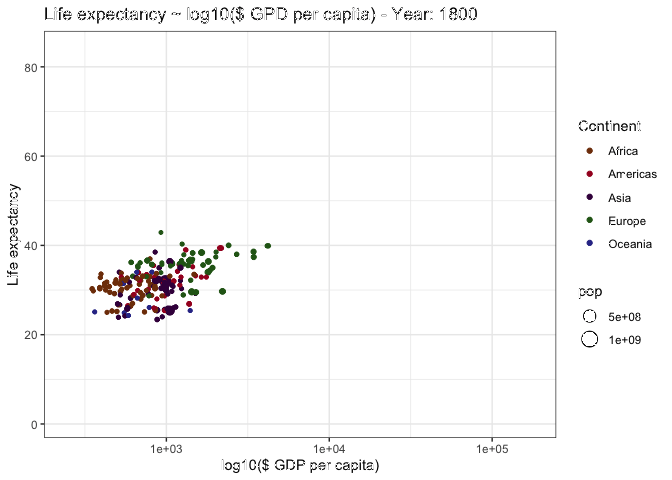 Life expectancy ~ log10($ GPD per capita) - Year: 1800
80
60
40
20
0
Life expectancy
1e+03
1e+04
1e+05
log10($ GDP per capita)
Continent
Africa
Americas
Asia
Europe
Oceania
pop
5e+08
1e+09